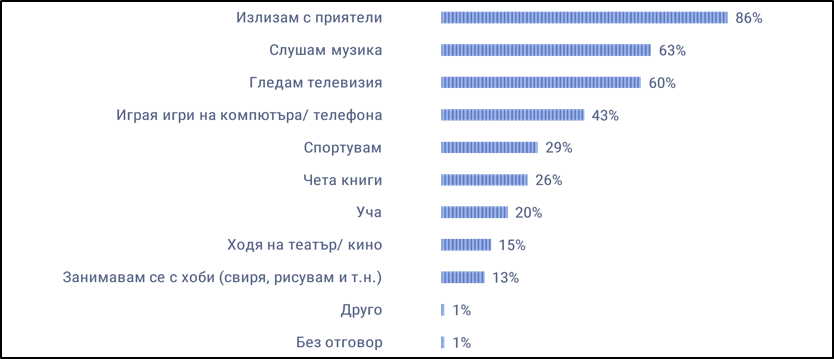 Излизам с приятели 86%
Слушам музика 63%
Гледам телевизия 60%
Играя игри на компютъра/ телефона 43%
Спортувам 29%
Чета книги 26%
Уча 20%
Ходя на театър/ кино 15%
Занимавам се с хоби (свиря, рисувам и т.н.) 13%
Друго 1%
Без отговор 1%